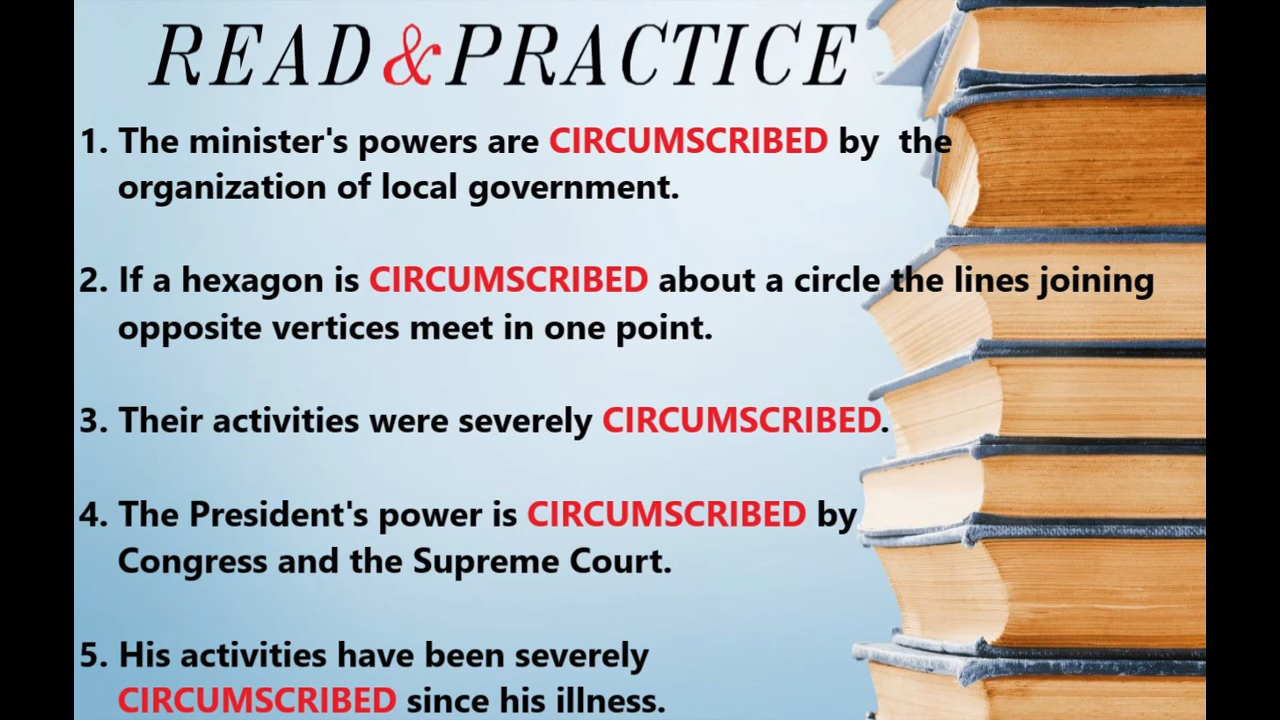 READ&PRACTICE
1. The minister's powers are CIRCUMSCRIBED by the
organization of local government.
2. If a hexagon is CIRCUMSCRIBED about a circle the lines joining
opposite vertices meet in one point.
3. Their activities were severely CIRCUMSCRIBED.
4. The President's power is CIRCUMSCRIBED by
Congress and the Supreme Court.
5. His activities have been severely
CIRCUMSCRIBED since his illness.